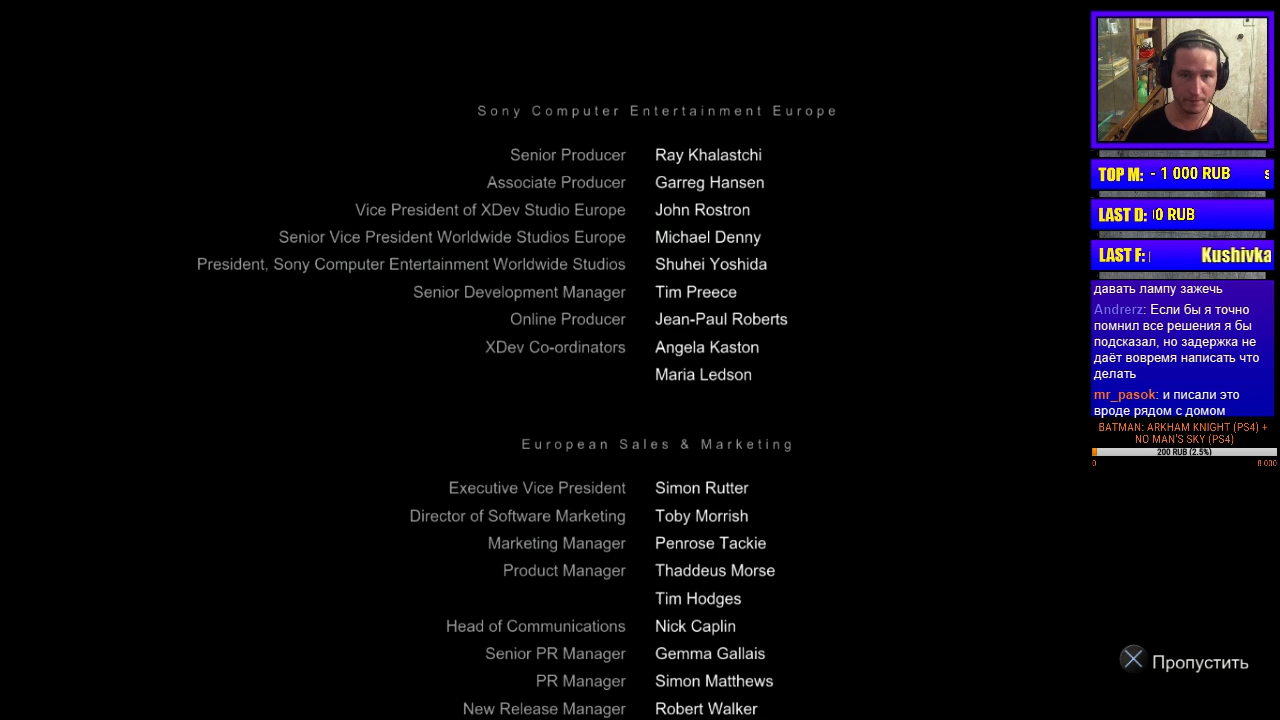 Sony Computer Entertainment Europe
Senior Producer Ray Khalastchi
Associate Producer Garreg Hansen
Vice President of XDev Studio Europe John Rostron
Senior Vice President Worldwide Studios Europe Michael Denny
President, Sony Computer Entertainment Worldwide Studios Shuhei Yoshida
Senior Development Manager Tim Preece
Online Producer Jean-Paul Roberts
XDev Co-ordinators Angela Kaston
Maria Ledson
European Sales & Marketing
Executive Vice President Simon Rutter
Director of Software Marketing Toby Morrish
Marketing Manager Penrose Tackie
Product Manager Thaddeus Morse
Tim Hodges
Head of Communications Nick Caplin
Senior PR Manager Gemma Gallais
PR Manager Simon Matthews
New Release Manager Robert Walker
TOP M: - 1 000 RUB s
LAST D: 0 RUB
LAST F: Kushivka
давать лампу зажечь
Andrerz: Если бы я точно
помнил все решения я бы
подсказал, но задержка не
даёт вовремя написать что
делать
mr_pasok: и писали это
вроде рядом с домом
BATMAN: ARKHAM KNIGHT (PS4) +
NO MAN'S SKY (PS4)
200 RUB (2.5%)
0 8 000
Пропустить